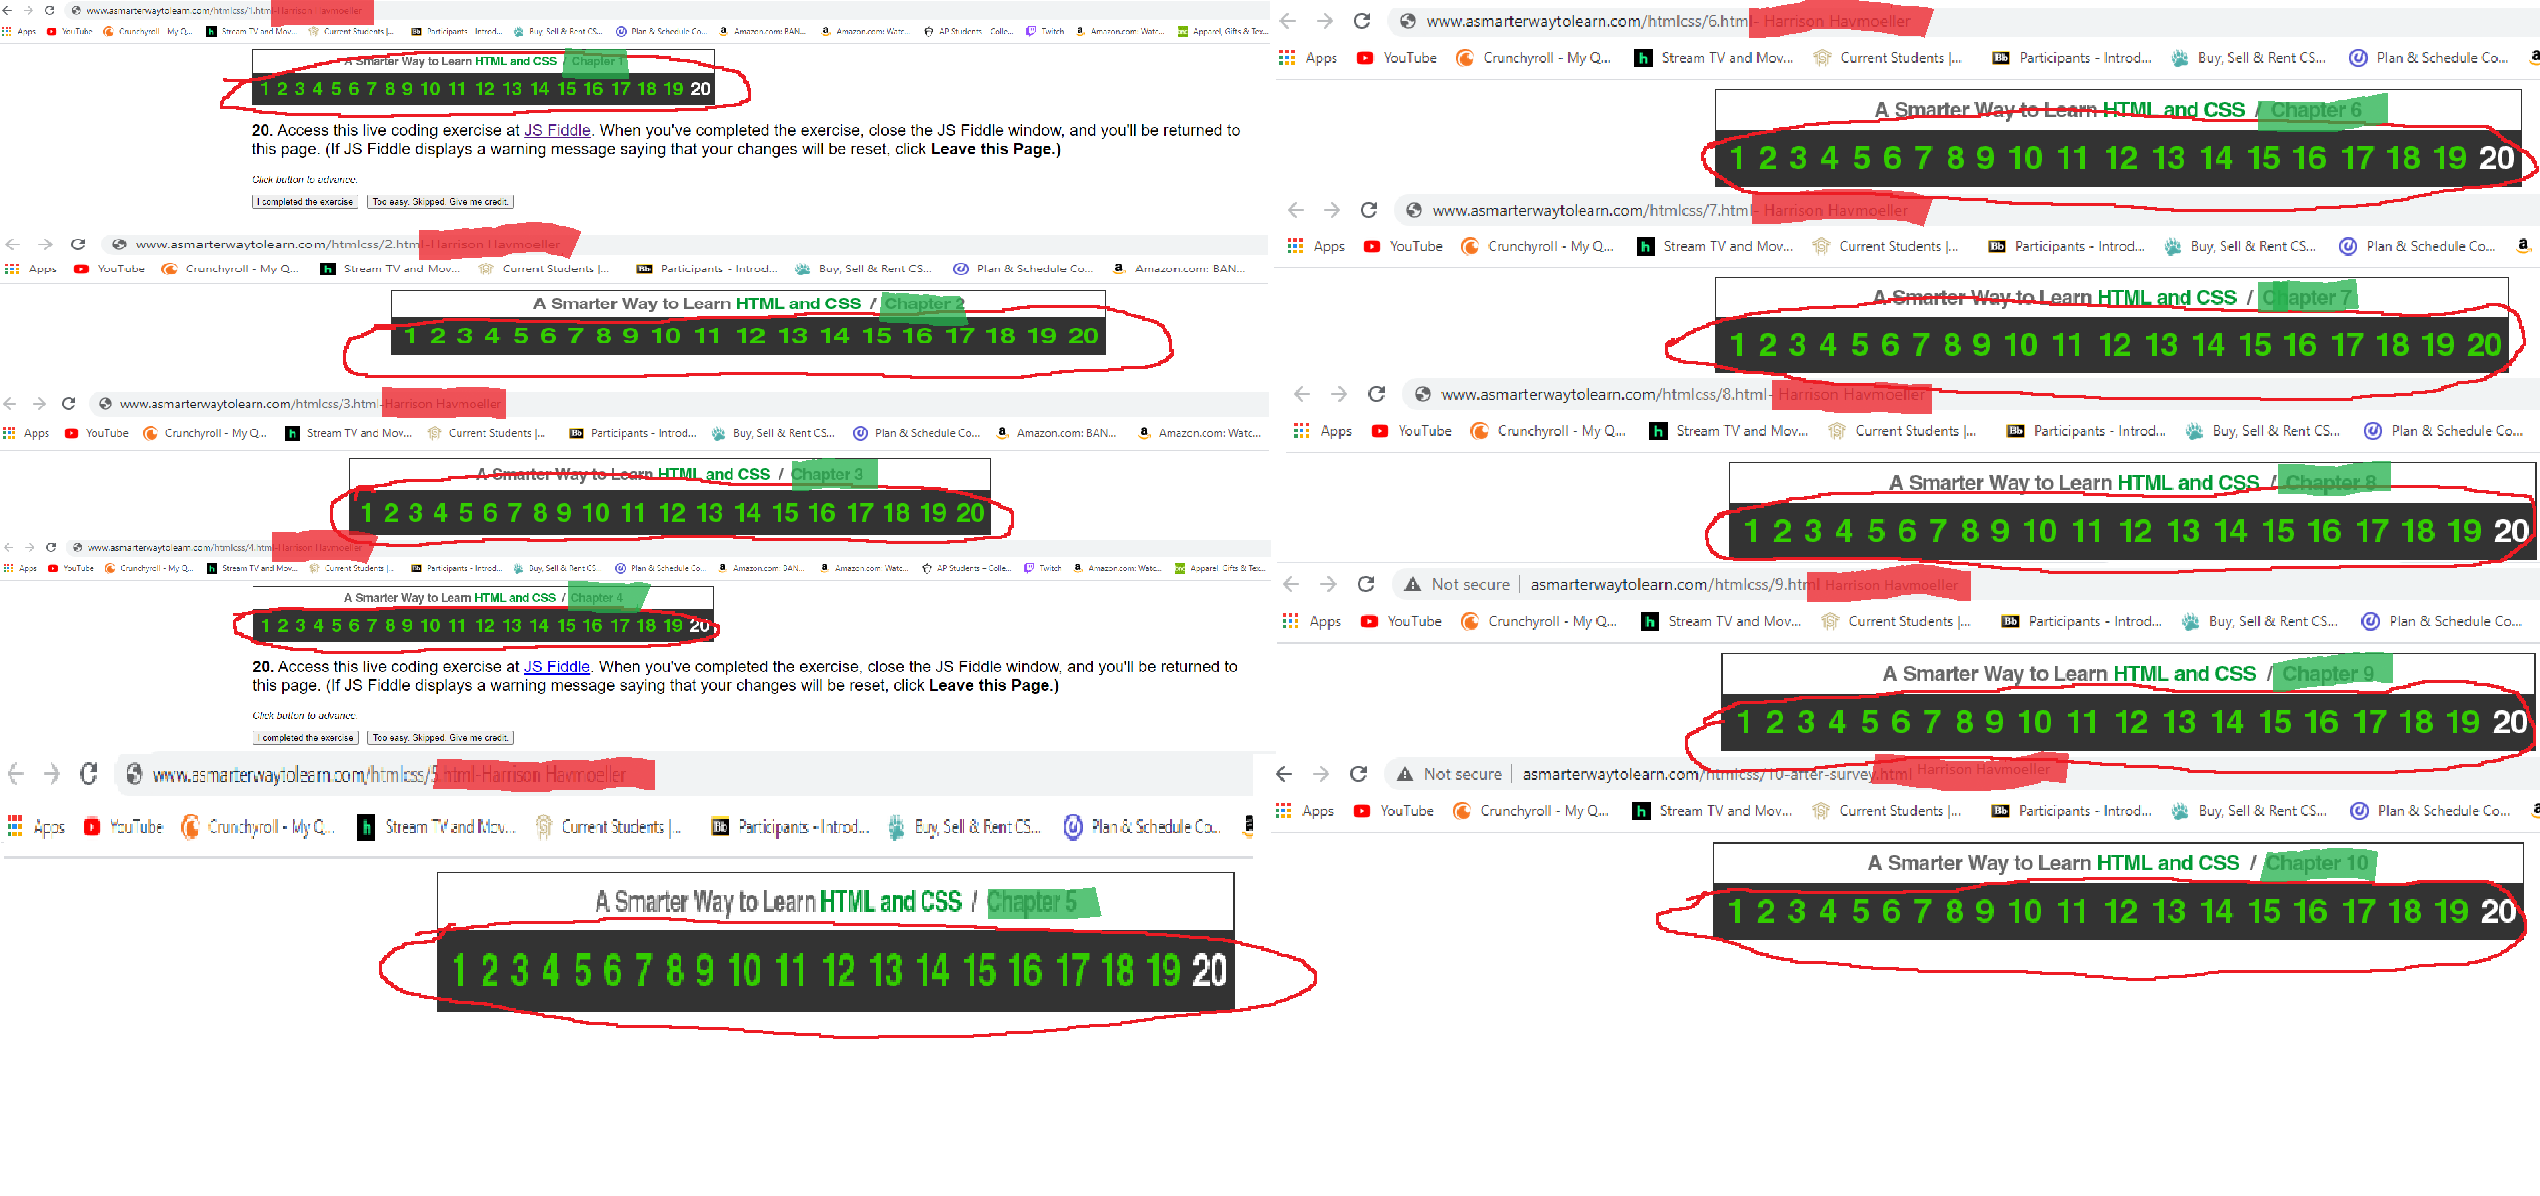 www.asmarterwaytolearn.com/htmlcss/1.html-Harrison Havmoeller
Apps YouTube Crunchyroll - My Q... Stream TV and Mov... Current Students |... Participants - Introd... Buy, Sell & Rent CS... Plan & Schedule Co... Amazon.com: BAN... Amazon.com: Watc... AP Students – Colle... Twitch Amazon.com: Watc... Apparel, Gifts & Tex...
A Smarter Way to Learn HTML and CSS / Chapter 1
1 2 3 4 5 6 7 8 9 10 11 12 13 14 15 16 17 18 19 20
20. Access this live coding exercise at JS Fiddle. When you've completed the exercise, close the JS Fiddle window, and you'll be returned to
this page. (If JS Fiddle displays a warning message saying that your changes will be reset, click Leave this Page.)
Click button to advance.
I completed the exercise Too easy. Skipped. Give me credit.
www.asmarterwaytolearn.com/htmlcss/2.html-Harrison Havmoeller
Apps YouTube Crunchyroll - My Q... Stream TV and Mov... Current Students |... Participants - Introd... Buy, Sell & Rent CS... Plan & Schedule Co... Amazon.com: BAN...
A Smarter Way to Learn HTML and CSS / Chapter 2
1 2 3 4 5 6 7 8 9 10 11 12 13 14 15 16 17 18 19 20
www.asmarterwaytolearn.com/htmlcss/3.html-Harrison Havmoeller
Apps YouTube Crunchyroll - My Q... Stream TV and Mov... Current Students |... Participants - Introd... Buy, Sell & Rent CS... Plan & Schedule Co... Amazon.com: BAN... Amazon.com: Watc...
A Smarter Way to Learn HTML and CSS / Chapter 3
1 2 3 4 5 6 7 8 9 10 11 12 13 14 15 16 17 18 19 20
www.asmarterwaytolearn.com/htmlcss/4.html-Harrison Havmoeller
Apps YouTube Crunchyroll - My Q... Stream TV and Mov... Current Students |... Participants - Introd... Buy, Sell & Rent CS... Plan & Schedule Co... Amazon.com: BAN... Amazon.com: Watc... AP Students – Colle... Twitch Amazon.com: Watc... Apparel, Gifts & Tex...
A Smarter Way to Learn HTML and CSS / Chapter 4
1 2 3 4 5 6 7 8 9 10 11 12 13 14 15 16 17 18 19 20
20. Access this live coding exercise at JS Fiddle. When you've completed the exercise, close the JS Fiddle window, and you'll be returned to
this page. (If JS Fiddle displays a warning message saying that your changes will be reset, click Leave this Page.)
Click button to advance.
I completed the exercise Too easy. Skipped. Give me credit.
www.asmarterwaytolearn.com/htmlcss/5.html-Harrison Havmoeller
Apps YouTube Crunchyroll - My Q... Stream TV and Mov... Current Students |... Participants - Introd... Buy, Sell & Rent CS... Plan & Schedule Co...
A Smarter Way to Learn HTML and CSS / Chapter 5
1 2 3 4 5 6 7 8 9 10 11 12 13 14 15 16 17 18 19 20
www.asmarterwaytolearn.com/htmlcss/6.html- Harrison Havmoeller
Apps YouTube Crunchyroll - My Q... Stream TV and Mov... Current Students |... Participants - Introd... Buy, Sell & Rent CS... Plan & Schedule Co...
A Smarter Way to Learn HTML and CSS / Chapter 6
1 2 3 4 5 6 7 8 9 10 11 12 13 14 15 16 17 18 19 20
www.asmarterwaytolearn.com/htmlcss/7.html- Harrison Havmoeller
Apps YouTube Crunchyroll - My Q... Stream TV and Mov... Current Students |... Participants - Introd... Buy, Sell & Rent CS... Plan & Schedule Co...
A Smarter Way to Learn HTML and CSS / Chapter 7
1 2 3 4 5 6 7 8 9 10 11 12 13 14 15 16 17 18 19 20
www.asmarterwaytolearn.com/htmlcss/8.html- Harrison Havmoeller
Apps YouTube Crunchyroll - My Q... Stream TV and Mov... Current Students |... Participants - Introd... Buy, Sell & Rent CS... Plan & Schedule Co...
A Smarter Way to Learn HTML and CSS / Chapter 8
1 2 3 4 5 6 7 8 9 10 11 12 13 14 15 16 17 18 19 20
Not secure | asmarterwaytolearn.com/htmlcss/9.html Harrison Havmoeller
Apps YouTube Crunchyroll - My Q... Stream TV and Mov... Current Students |... Participants - Introd... Buy, Sell & Rent CS... Plan & Schedule Co...
A Smarter Way to Learn HTML and CSS / Chapter 9
1 2 3 4 5 6 7 8 9 10 11 12 13 14 15 16 17 18 19 20
Not secure | asmarterwaytolearn.com/htmlcss/10-after-survey.html Harrison Havmoeller
Apps YouTube Crunchyroll - My Q... Stream TV and Mov... Current Students |... Participants - Introd... Buy, Sell & Rent CS... Plan & Schedule Co...
A Smarter Way to Learn HTML and CSS / Chapter 10
1 2 3 4 5 6 7 8 9 10 11 12 13 14 15 16 17 18 19 20